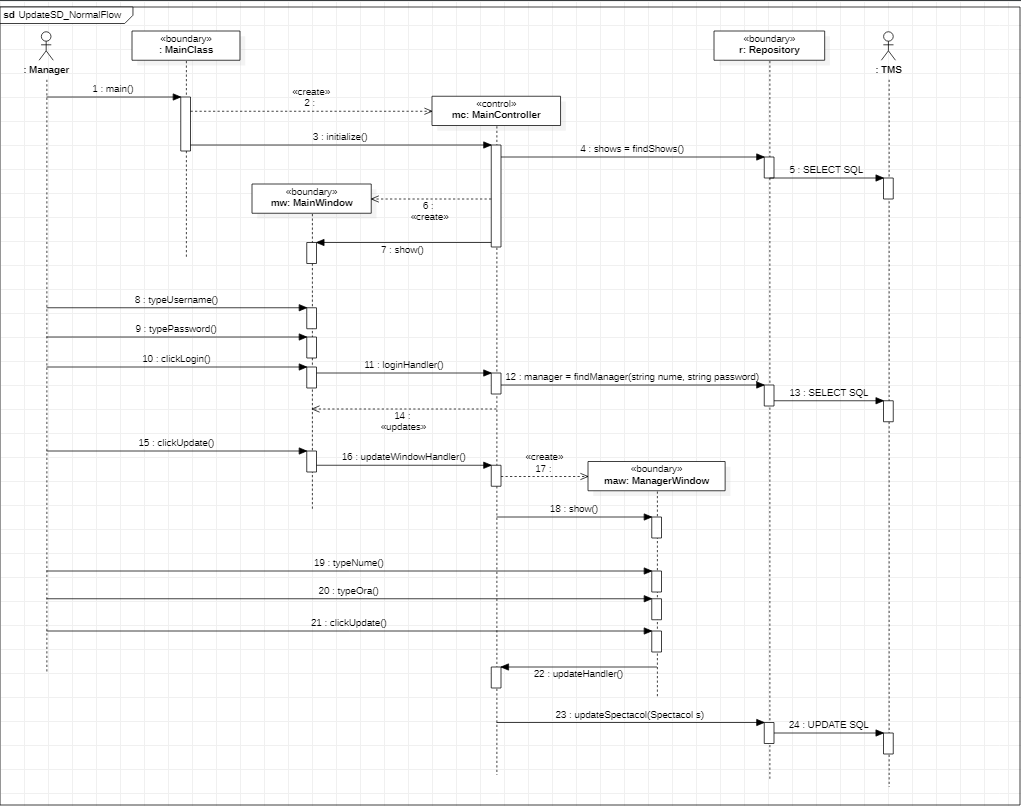 sd UpdateSD_NormalFlow
: Manager
«boundary»
: MainClass
«boundary»
r: Repository
: TMS
1 : main()
«create»
2 :
«control»
mc: MainController
3 : initialize()
4 : shows = findShows()
5 : SELECT SQL
«boundary»
mw: MainWindow
6 :
«create»
7 : show()
8 : typeUsername()
9 : typePassword()
10 : clickLogin()
11 : loginHandler()
12 : manager = findManager(string nume, string password)
13 : SELECT SQL
14 :
«updates»
15 : clickUpdate()
16 : updateWindowHandler()
«create»
17 :
«boundary»
maw: ManagerWindow
18 : show()
19 : typeNume()
20 : typeOra()
21 : clickUpdate()
22 : updateHandler()
23 : updateSpectacol(Spectacol s)
24 : UPDATE SQL